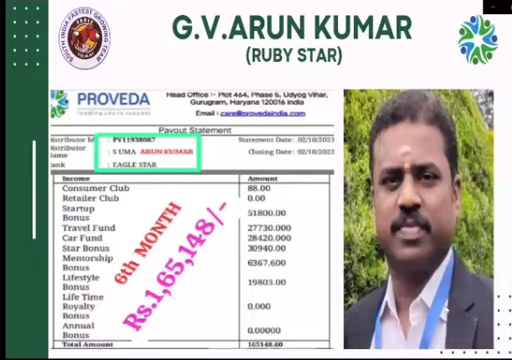 G.V.ARUN KUMAR
(RUBY STAR)
SOUTH INDIA FASTEST GROWING TEAM
PROVEDA
Head Office :- Plot 464, Phase 5, Udyog Vihar,
Gurugram, Haryana 120016 India
Email : care@provedaindia.com
Payout Statement
Distributor Id : PV11938087 Statement Date : 02/10/2023
Distributor Name : S UMA ARUN KUMAR Closing Date: 02/10/2023
Rank : EAGLE STAR
Income Amount
Consumer Club 88.00
Retailer Club 0.00
Startup Bonus 51800.00
Travel Fund 27730.000
Car Fund 28420.000
Star Bonus 30940.00
Mentorship Bonus 6367.600
Lifestyle Bonus 19803.00
Life Time Royalty Bonus 0.000
Annual Bonus 0.00000
Total Amount 165148.60
6th MONTH
Rs.1,65,148/-